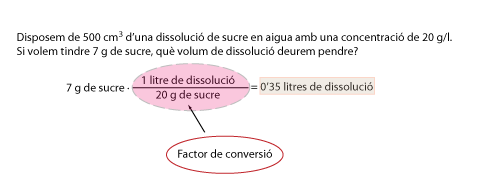 Disposem de 500 cm³ d'una dissolució de sucre en aigua amb una concentració de 20 g/l.
Si volem tindre 7 g de sucre, què volum de dissolució deurem pendre?
7 g de sucre · 1 litre de dissolució / 20 g de sucre = 0'35 litres de dissolució
Factor de conversió